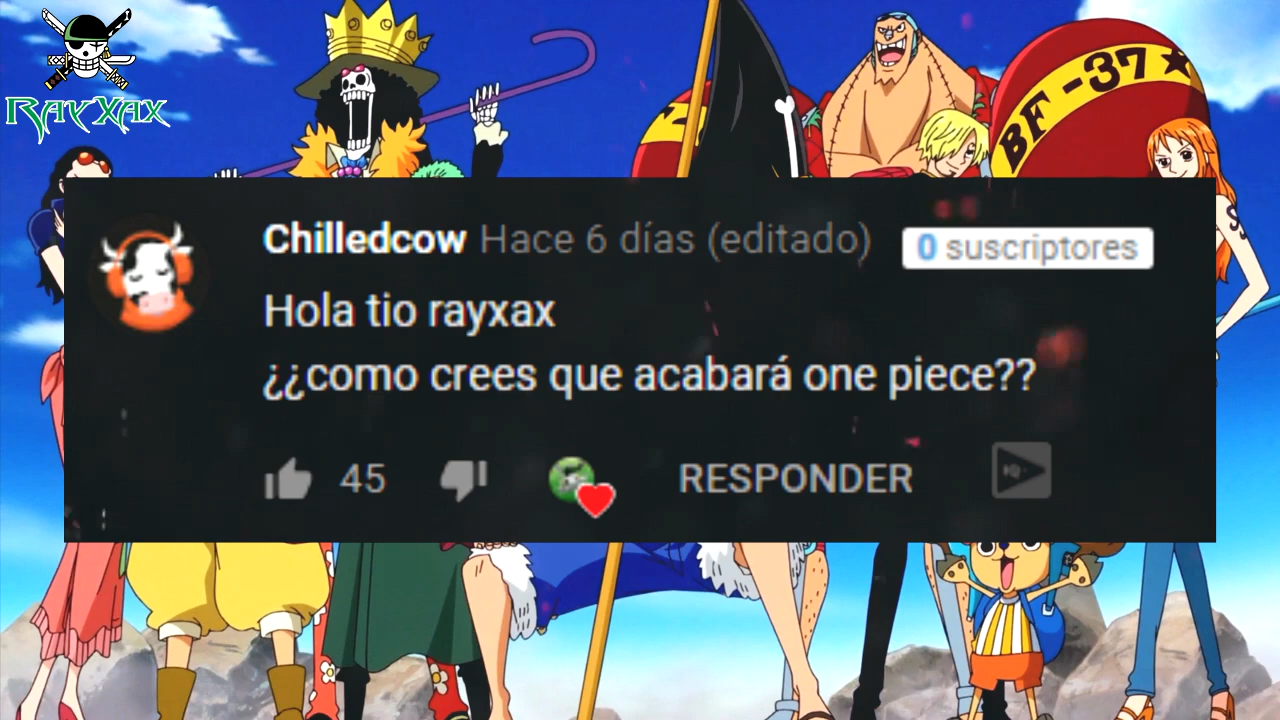 RAYXAX
BF-37
Chilledcow Hace 6 días (editado) 0 suscriptores
Hola tio rayxax
¿¿como crees que acabará one piece??
45 RESPONDER